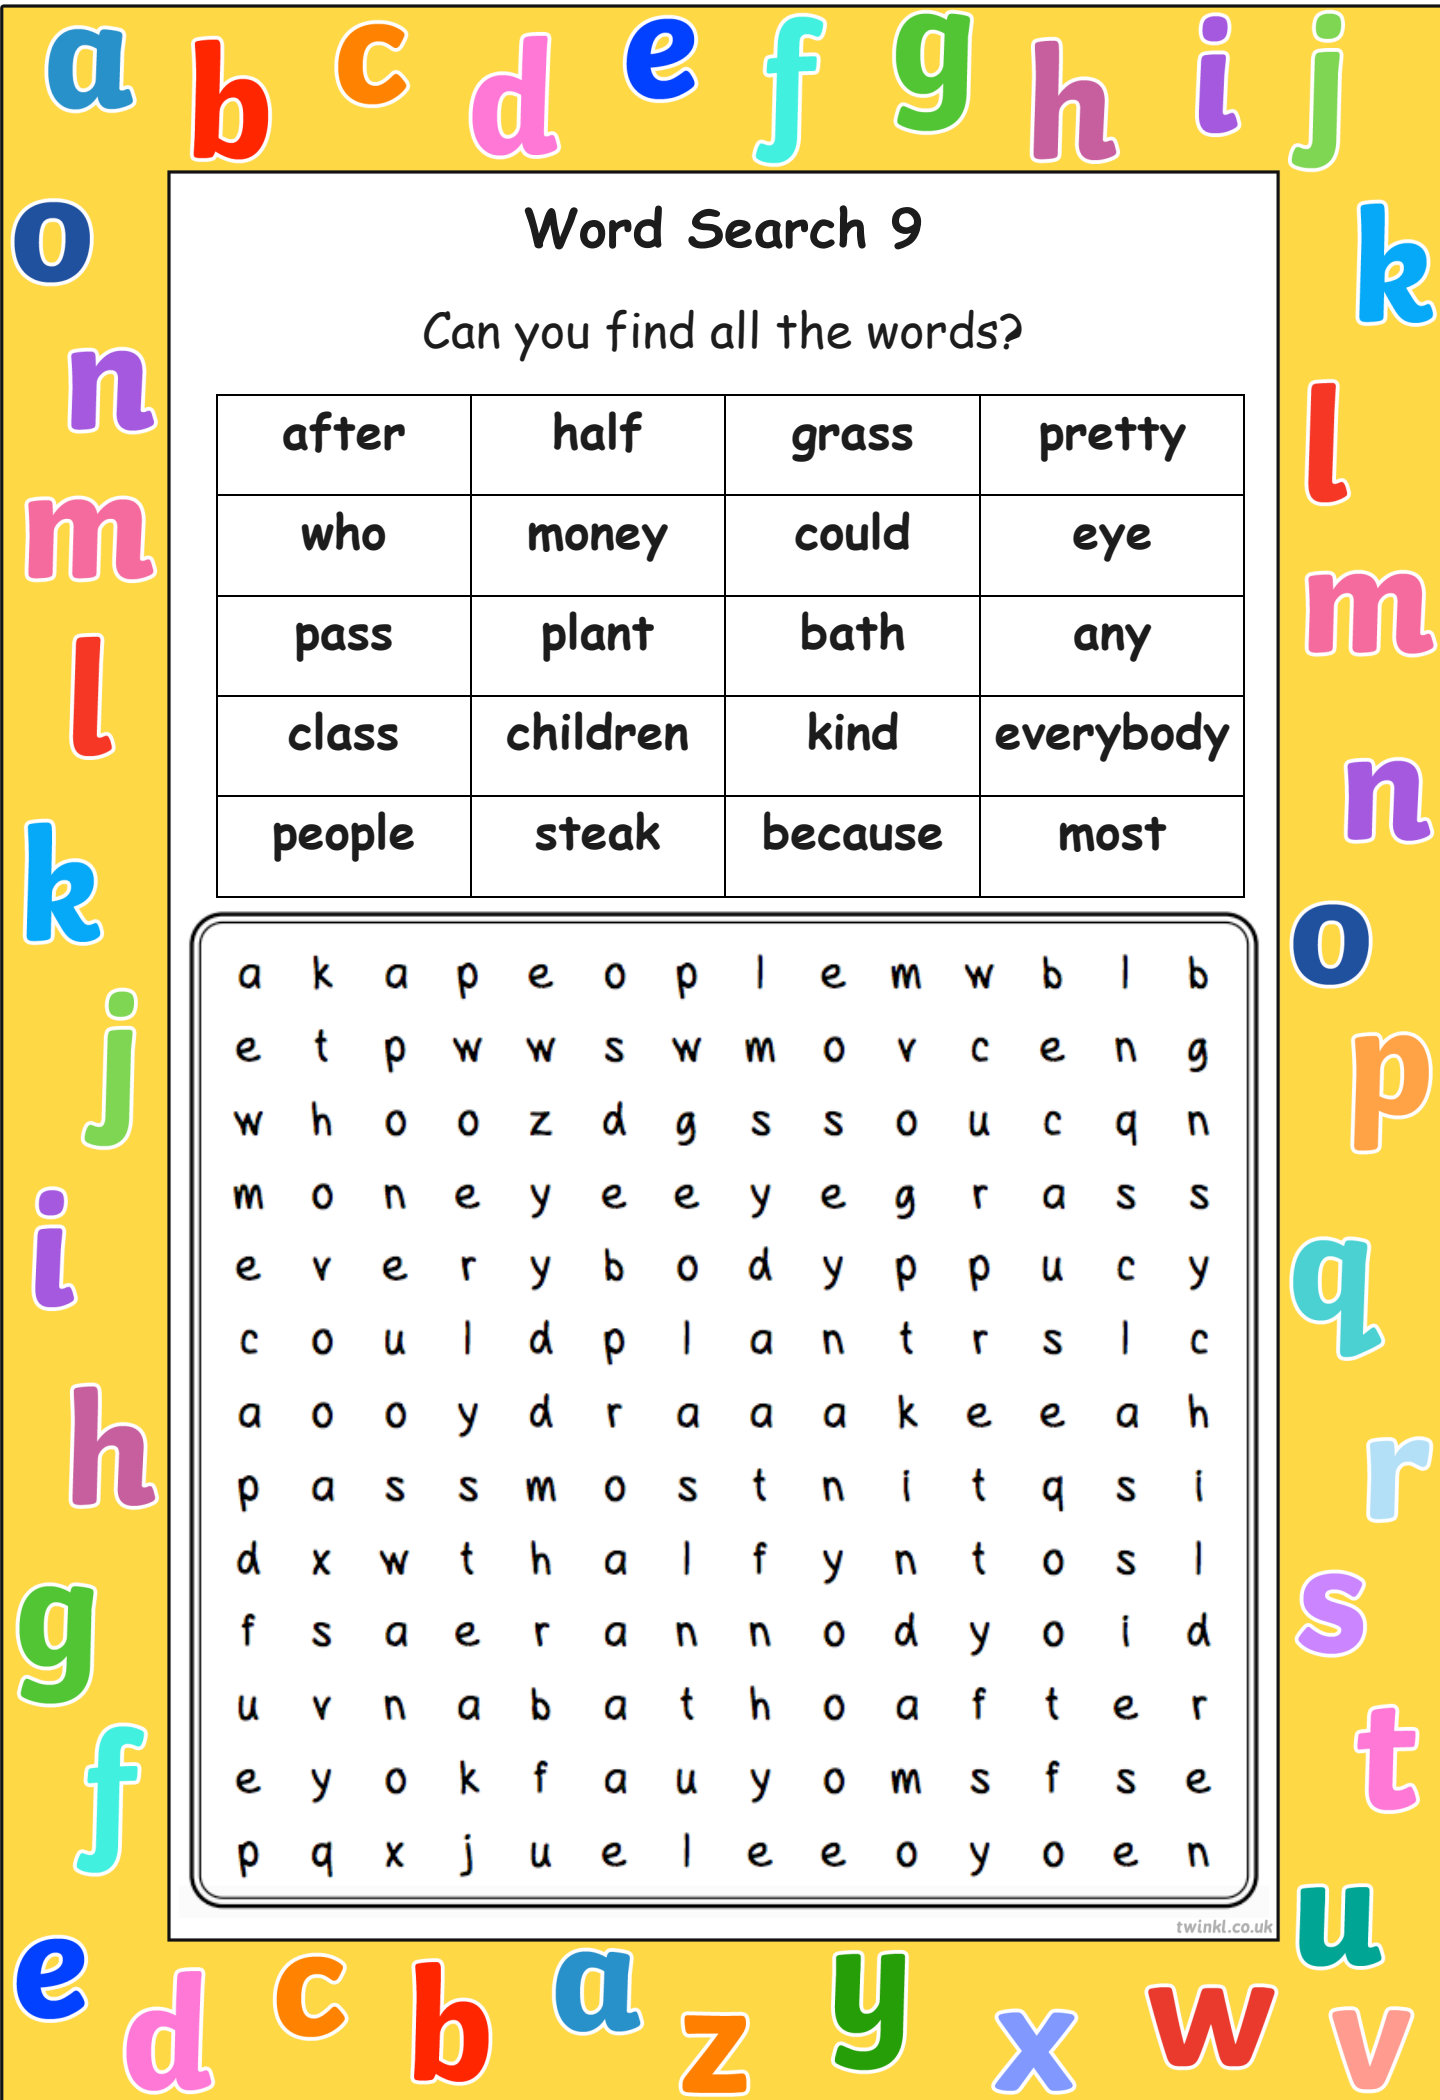 a b c d e f g h i j
o
n
m
l
k
j
i
h
g
f
Word Search 9
Can you find all the words?
after half grass pretty
who money could eye
pass plant bath any
class children kind everybody
people steak because most
a k a p e o p l e m w b l b
e t p w w s w m o v c e n g
w h o o z d g s s o u c q n
m o n e y e e y e g r a s s
e v e r y b o d y p p u c y
c o u l d p l a n t r s l c
a o o y d r a a a k e e a h
p a s s m o s t n i t q s i
d x w t h a l f y n t o s l
f s a e r a n n o d y o i d
u v n a b a t h o a f t e r
e y o k f a u y o m s f s e
p q x j u e l e e o y o e n
twinkl.co.uk
k
l
m
n
o
p
q
r
s
t
u
e d c b a z y x w v